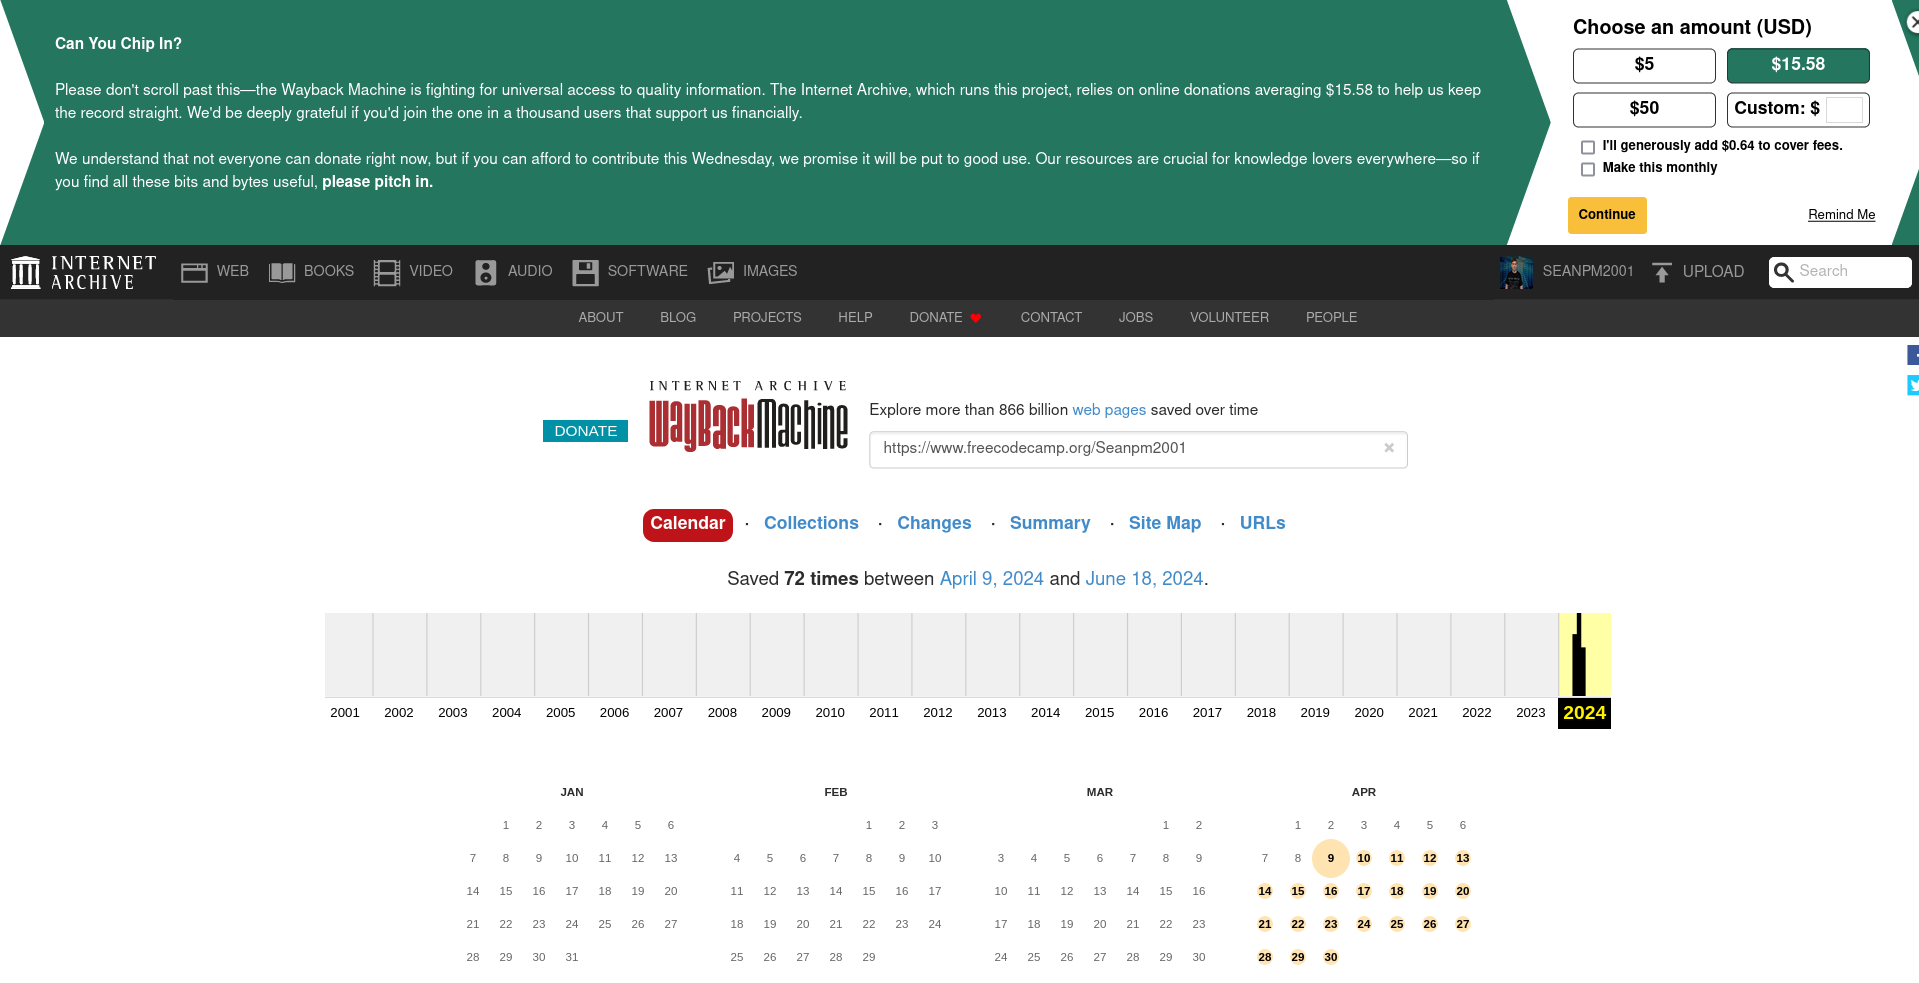 Can You Chip In?
Please don't scroll past this—the Wayback Machine is fighting for universal access to quality information. The Internet Archive, which runs this project, relies on online donations averaging $15.58 to help us keep
the record straight. We'd be deeply grateful if you'd join the one in a thousand users that support us financially.
We understand that not everyone can donate right now, but if you can afford to contribute this Wednesday, we promise it will be put to good use. Our resources are crucial for knowledge lovers everywhere—so if
you find all these bits and bytes useful, please pitch in.
Choose an amount (USD)
$5 $15.58
$50 Custom: $
I'll generously add $0.64 to cover fees.
Make this monthly
Continue Remind Me
INTERNET ARCHIVE WEB BOOKS VIDEO AUDIO SOFTWARE IMAGES SEANPM2001 UPLOAD Search
ABOUT BLOG PROJECTS HELP DONATE CONTACT JOBS VOLUNTEER PEOPLE
DONATE
INTERNET ARCHIVE
WayBackMachine
Explore more than 866 billion web pages saved over time
https://www.freecodecamp.org/Seanpm2001
Calendar · Collections · Changes · Summary · Site Map · URLs
Saved 72 times between April 9, 2024 and June 18, 2024.
2001 2002 2003 2004 2005 2006 2007 2008 2009 2010 2011 2012 2013 2014 2015 2016 2017 2018 2019 2020 2021 2022 2023 2024
JAN
1 2 3 4 5 6
7 8 9 10 11 12 13
14 15 16 17 18 19 20
21 22 23 24 25 26 27
28 29 30 31
FEB
1 2 3
4 5 6 7 8 9 10
11 12 13 14 15 16 17
18 19 20 21 22 23 24
25 26 27 28 29
MAR
1 2
3 4 5 6 7 8 9
10 11 12 13 14 15 16
17 18 19 20 21 22 23
24 25 26 27 28 29 30
APR
1 2 3 4 5 6
7 8 9 10 11 12 13
14 15 16 17 18 19 20
21 22 23 24 25 26 27
28 29 30